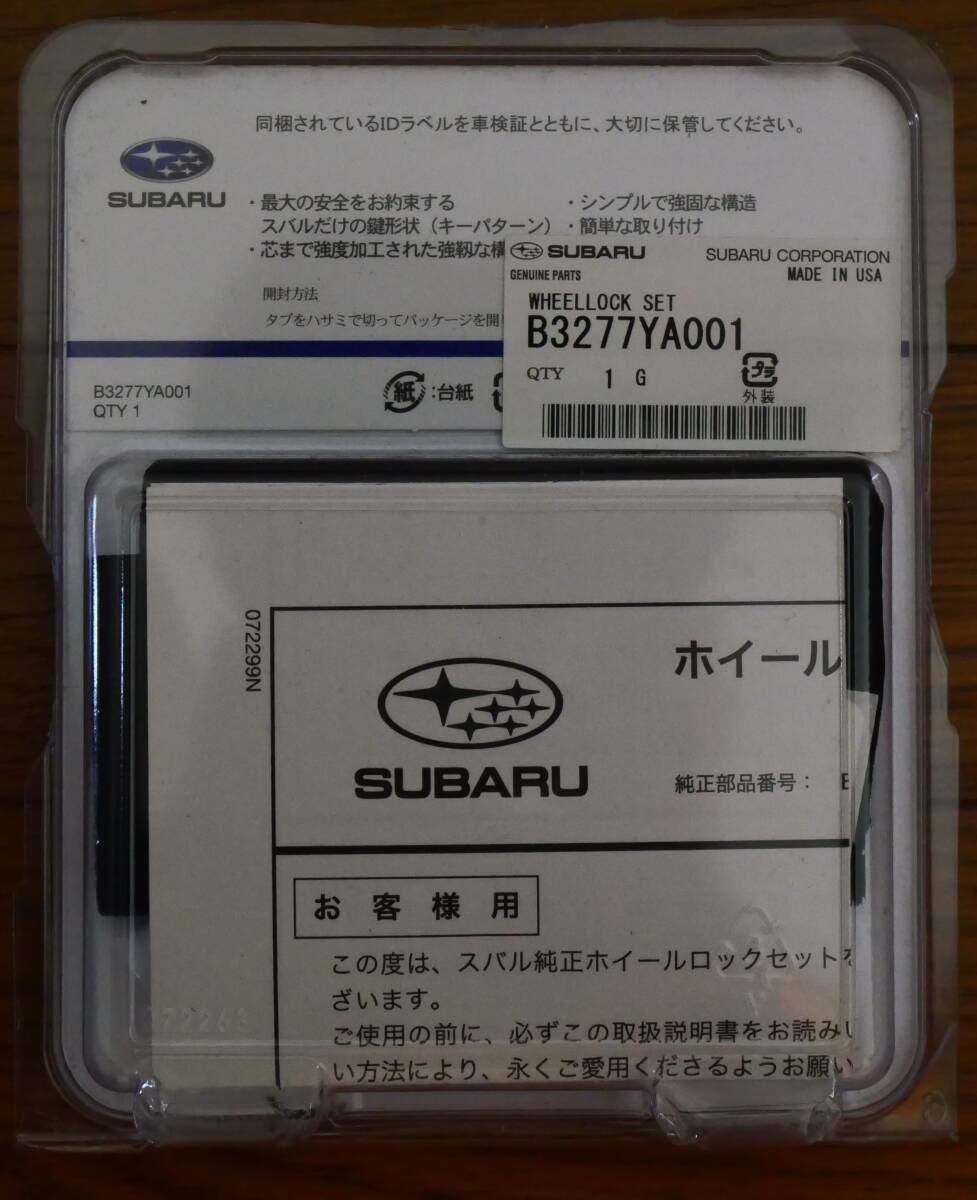 同梱されているIDラベルを車検証とともに、大切に保管してください。
SUBARU
・最大の安全をお約束する
スバルだけの鍵形状（キーパターン）
・芯まで強度加工された強靱な構
・シンプルで強固な構造
・簡単な取り付け
開封方法
タブをハサミで切ってパッケージを開
B3277YA001
QTY 1
紙:台紙
SUBARU
SUBARU CORPORATION
GENUINE PARTS
MADE IN USA
WHEELLOCK SET
B3277YA001
QTY 1 G
プラ
外装
072299N
SUBARU
ホイール
純正部品番号：
お客様用
この度は、スバル純正ホイールロックセットを
ざいます。
ご使用の前に、必ずこの取扱説明書をお読み
い方法により、永くご愛用くださるようお願い